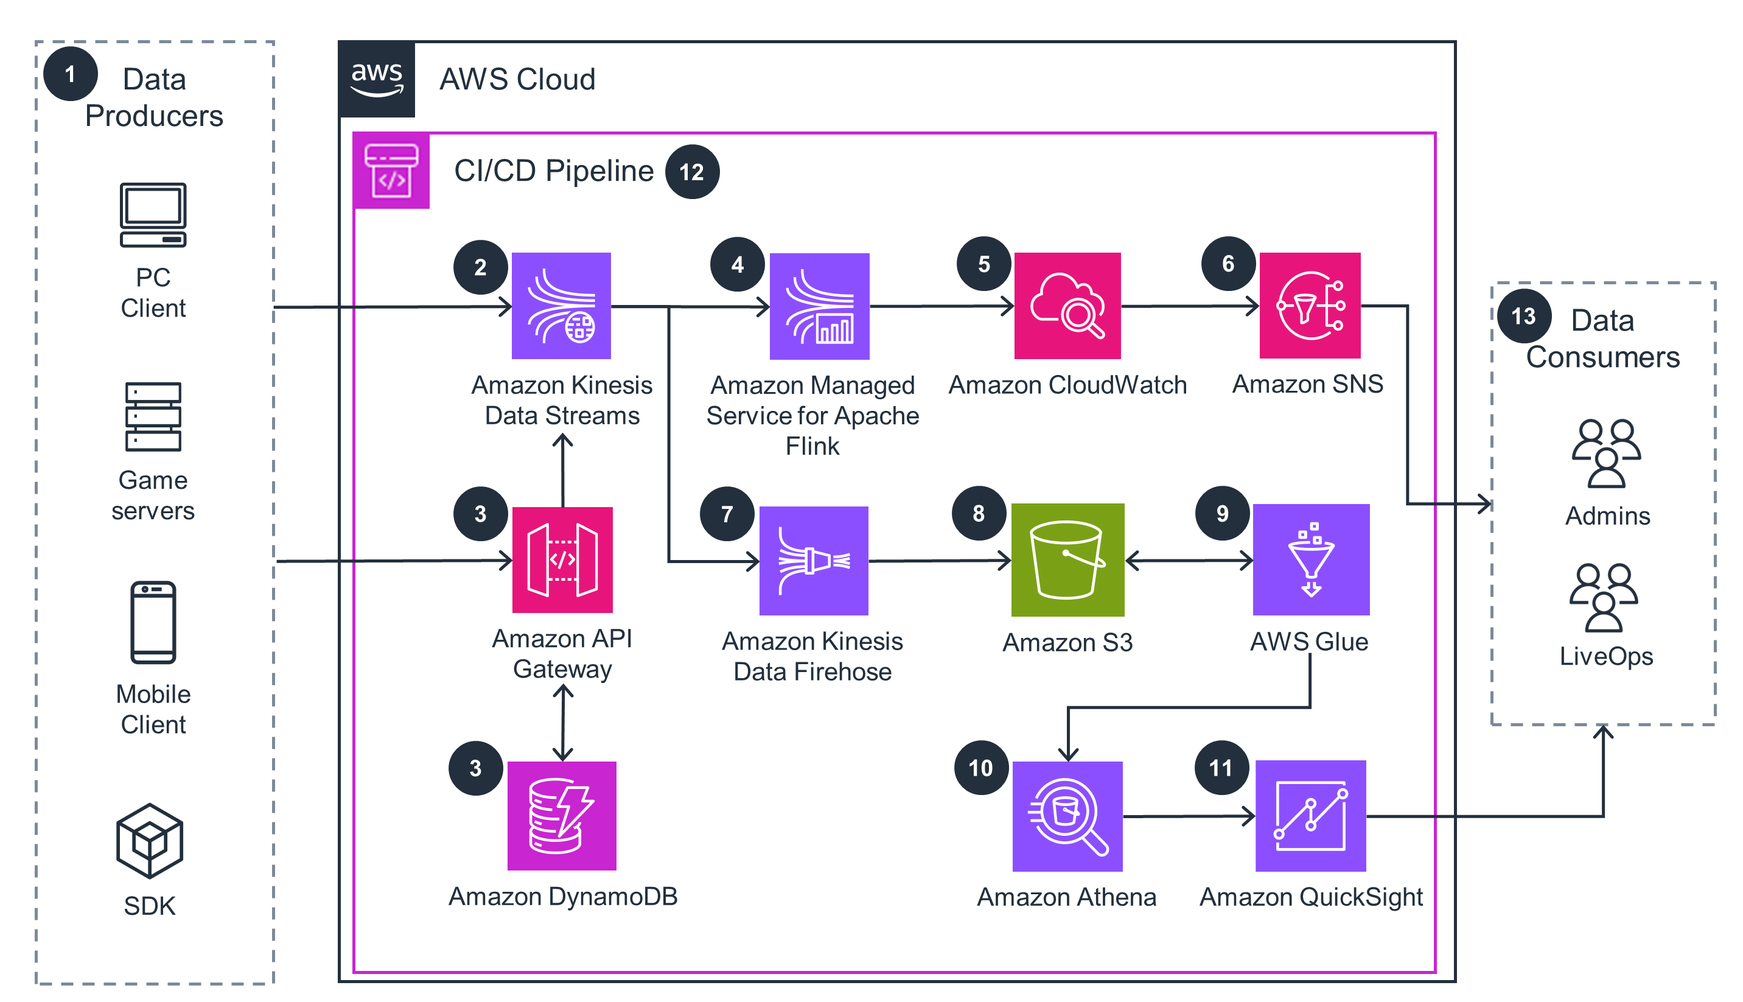 1
Data
Producers
PC
Client
Game
servers
Mobile
Client
SDK
aws
AWS Cloud
</>
CI/CD Pipeline
12
2
Amazon Kinesis
Data Streams
4
Amazon Managed
Service for Apache
Flink
5
Amazon CloudWatch
6
Amazon SNS
3
</>
Amazon API
Gateway
7
Amazon Kinesis
Data Firehose
8
Amazon S3
9
AWS Glue
3
Amazon DynamoDB
10
Amazon Athena
11
Amazon QuickSight
13
Data
Consumers
Admins
LiveOps